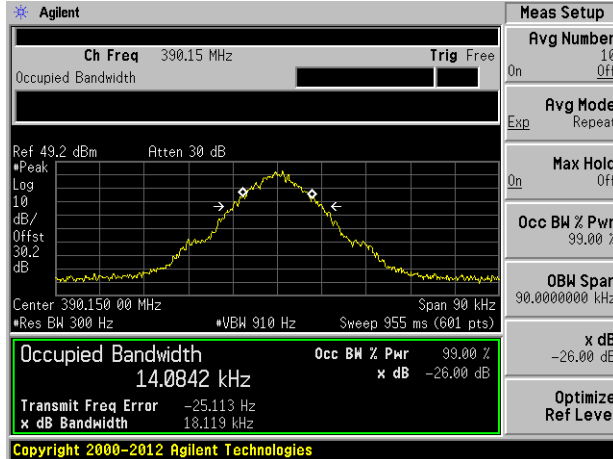 Agilent
Meas Setup
Ch Freq 390.15 MHz Trig Free
Occupied Bandwidth
Avg Number
10
On Off
Avg Mode
Exp Repeat
Max Hold
On Off
Occ BW % Pwr
99.00 %
OBW Span
90.0000000 kHz
x dB
-26.00 dB
Optimize
Ref Level
Ref 49.2 dBm Atten 30 dB
#Peak
Log
10
dB/
Offst
30.2
dB
Center 390.150 00 MHz Span 90 kHz
#Res BW 300 Hz #VBW 910 Hz Sweep 955 ms (601 pts)
Occupied Bandwidth Occ BW % Pwr 99.00 %
14.0842 kHz x dB -26.00 dB
Transmit Freq Error -25.113 Hz
x dB Bandwidth 18.119 kHz
Copyright 2000-2012 Agilent Technologies